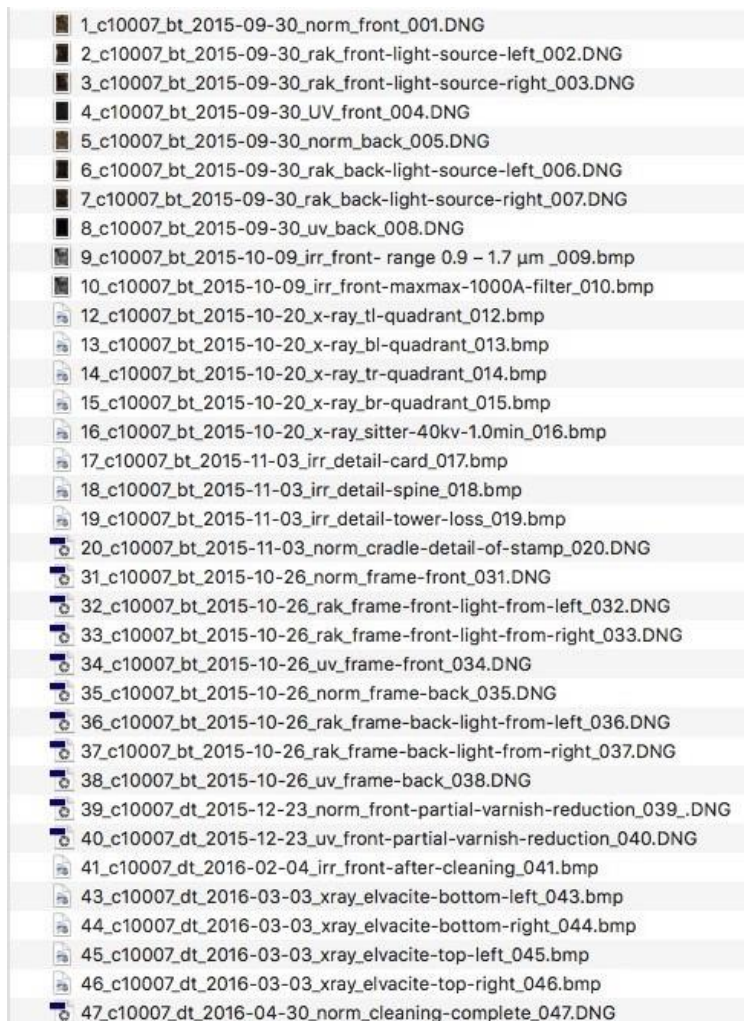 1_c10007_bt_2015-09-30_norm_front_001.DNG
2_c10007_bt_2015-09-30_rak_front-light-source-left_002.DNG
3_c10007_bt_2015-09-30_rak_front-light-source-right_003.DNG
4_c10007_bt_2015-09-30_UV_front_004.DNG
5_c10007_bt_2015-09-30_norm_back_005.DNG
6_c10007_bt_2015-09-30_rak_back-light-source-left_006.DNG
7_c10007_bt_2015-09-30_rak_back-light-source-right_007.DNG
8_c10007_bt_2015-09-30_uv_back_008.DNG
9_c10007_bt_2015-10-09_irr_front- range 0.9 – 1.7 µm _009.bmp
10_c10007_bt_2015-10-09_irr_front-maxmax-1000A-filter_010.bmp
12_c10007_bt_2015-10-20_x-ray_tl-quadrant_012.bmp
13_c10007_bt_2015-10-20_x-ray_bl-quadrant_013.bmp
14_c10007_bt_2015-10-20_x-ray_tr-quadrant_014.bmp
15_c10007_bt_2015-10-20_x-ray_br-quadrant_015.bmp
16_c10007_bt_2015-10-20_x-ray_sitter-40kv-1.0min_016.bmp
17_c10007_bt_2015-11-03_irr_detail-card_017.bmp
18_c10007_bt_2015-11-03_irr_detail-spine_018.bmp
19_c10007_bt_2015-11-03_irr_detail-tower-loss_019.bmp
20_c10007_bt_2015-11-03_norm_cradle-detail-of-stamp_020.DNG
31_c10007_bt_2015-10-26_norm_frame-front_031.DNG
32_c10007_bt_2015-10-26_rak_frame-front-light-from-left_032.DNG
33_c10007_bt_2015-10-26_rak_frame-front-light-from-right_033.DNG
34_c10007_bt_2015-10-26_uv_frame-front_034.DNG
35_c10007_bt_2015-10-26_norm_frame-back_035.DNG
36_c10007_bt_2015-10-26_rak_frame-back-light-from-left_036.DNG
37_c10007_bt_2015-10-26_rak_frame-back-light-from-right_037.DNG
38_c10007_bt_2015-10-26_uv_frame-back_038.DNG
39_c10007_dt_2015-12-23_norm_front-partial-varnish-reduction_039_.DNG
40_c10007_dt_2015-12-23_uv_front-partial-varnish-reduction_040.DNG
41_c10007_dt_2016-02-04_irr_front-after-cleaning_041.bmp
43_c10007_dt_2016-03-03_xray_elvacite-bottom-left_043.bmp
44_c10007_dt_2016-03-03_xray_elvacite-bottom-right_044.bmp
45_c10007_dt_2016-03-03_xray_elvacite-top-left_045.bmp
46_c10007_dt_2016-03-03_xray_elvacite-top-right_046.bmp
47_c10007_dt_2016-04-30_norm_cleaning-complete_047.DNG